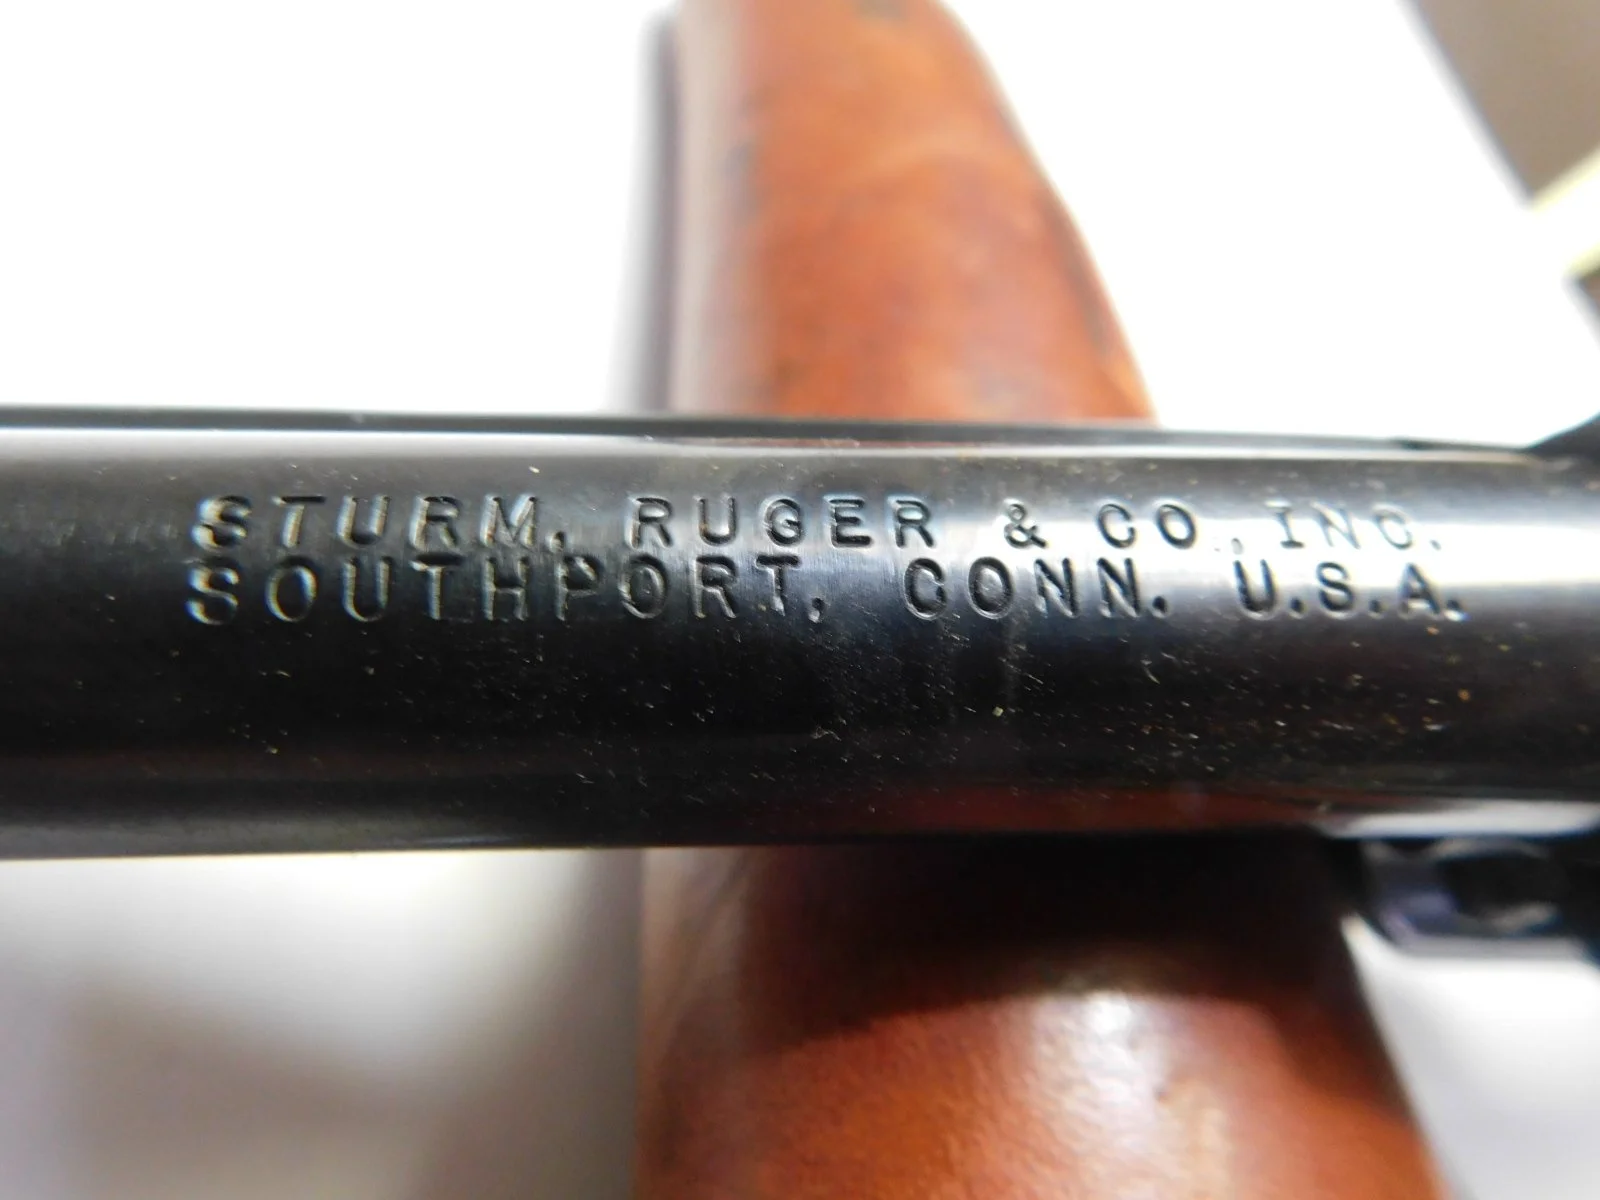 STURM, RUGER & CO., INC.
SOUTHPORT, CONN. U.S.A.